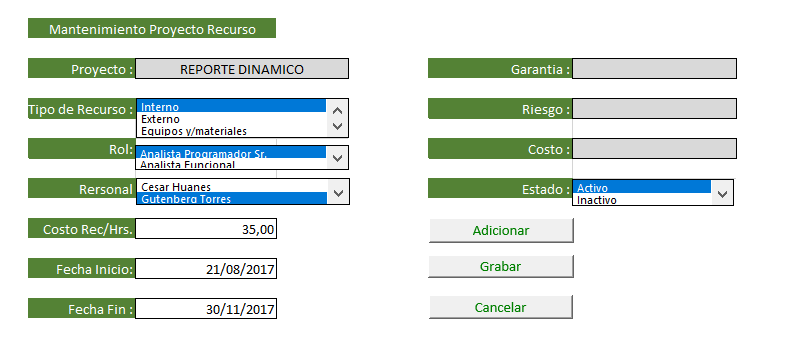 Mantenimiento Proyecto Recurso
Proyecto : REPORTE DINAMICO
Garantia :
Tipo de Recurso : Interno
Externo
Equipos y/materiales
Riesgo :
Rol: Analista Programador Sr.
Analista Funcional
Costo :
Rersonal Cesar Huanes
Gutenberg Torres
Estado : Activo
Inactivo
Costo Rec/Hrs. 35,00
Adicionar
Fecha Inicio: 21/08/2017
Grabar
Fecha Fin : 30/11/2017
Cancelar